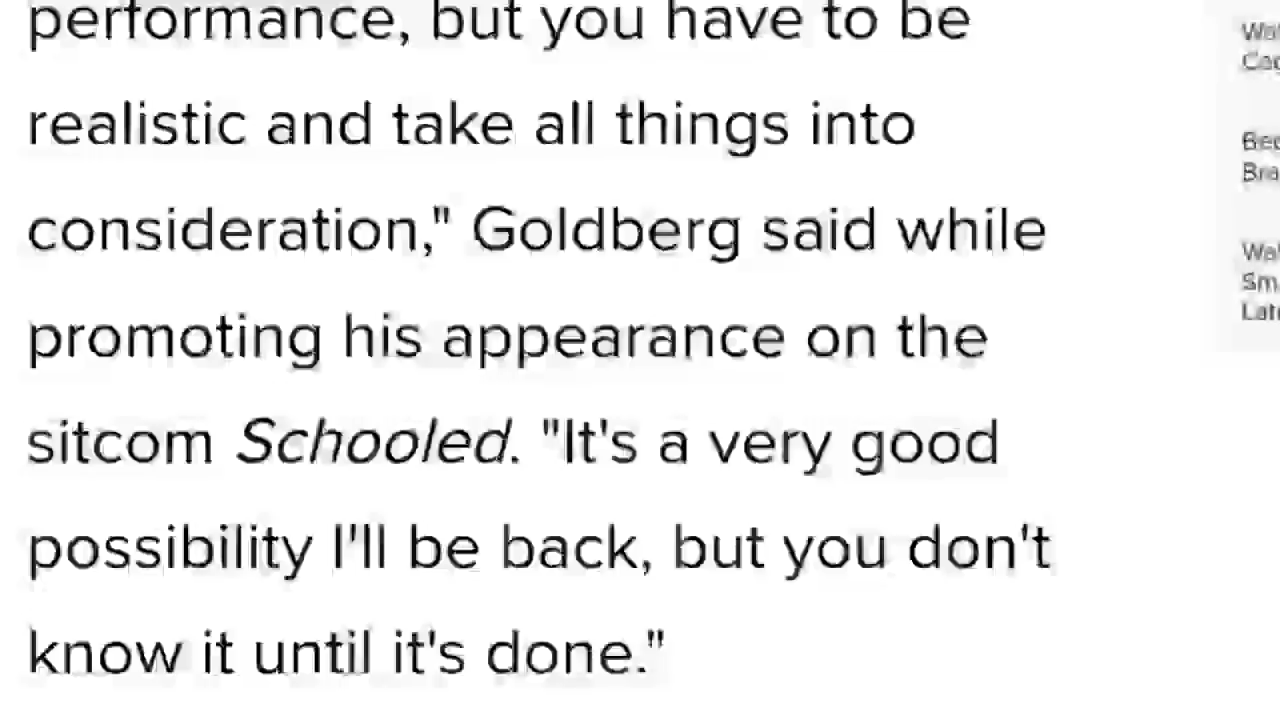 performance, but you have to be
realistic and take all things into
consideration," Goldberg said while
promoting his appearance on the
sitcom Schooled. "It's a very good
possibility I'll be back, but you don't
know it until it's done."